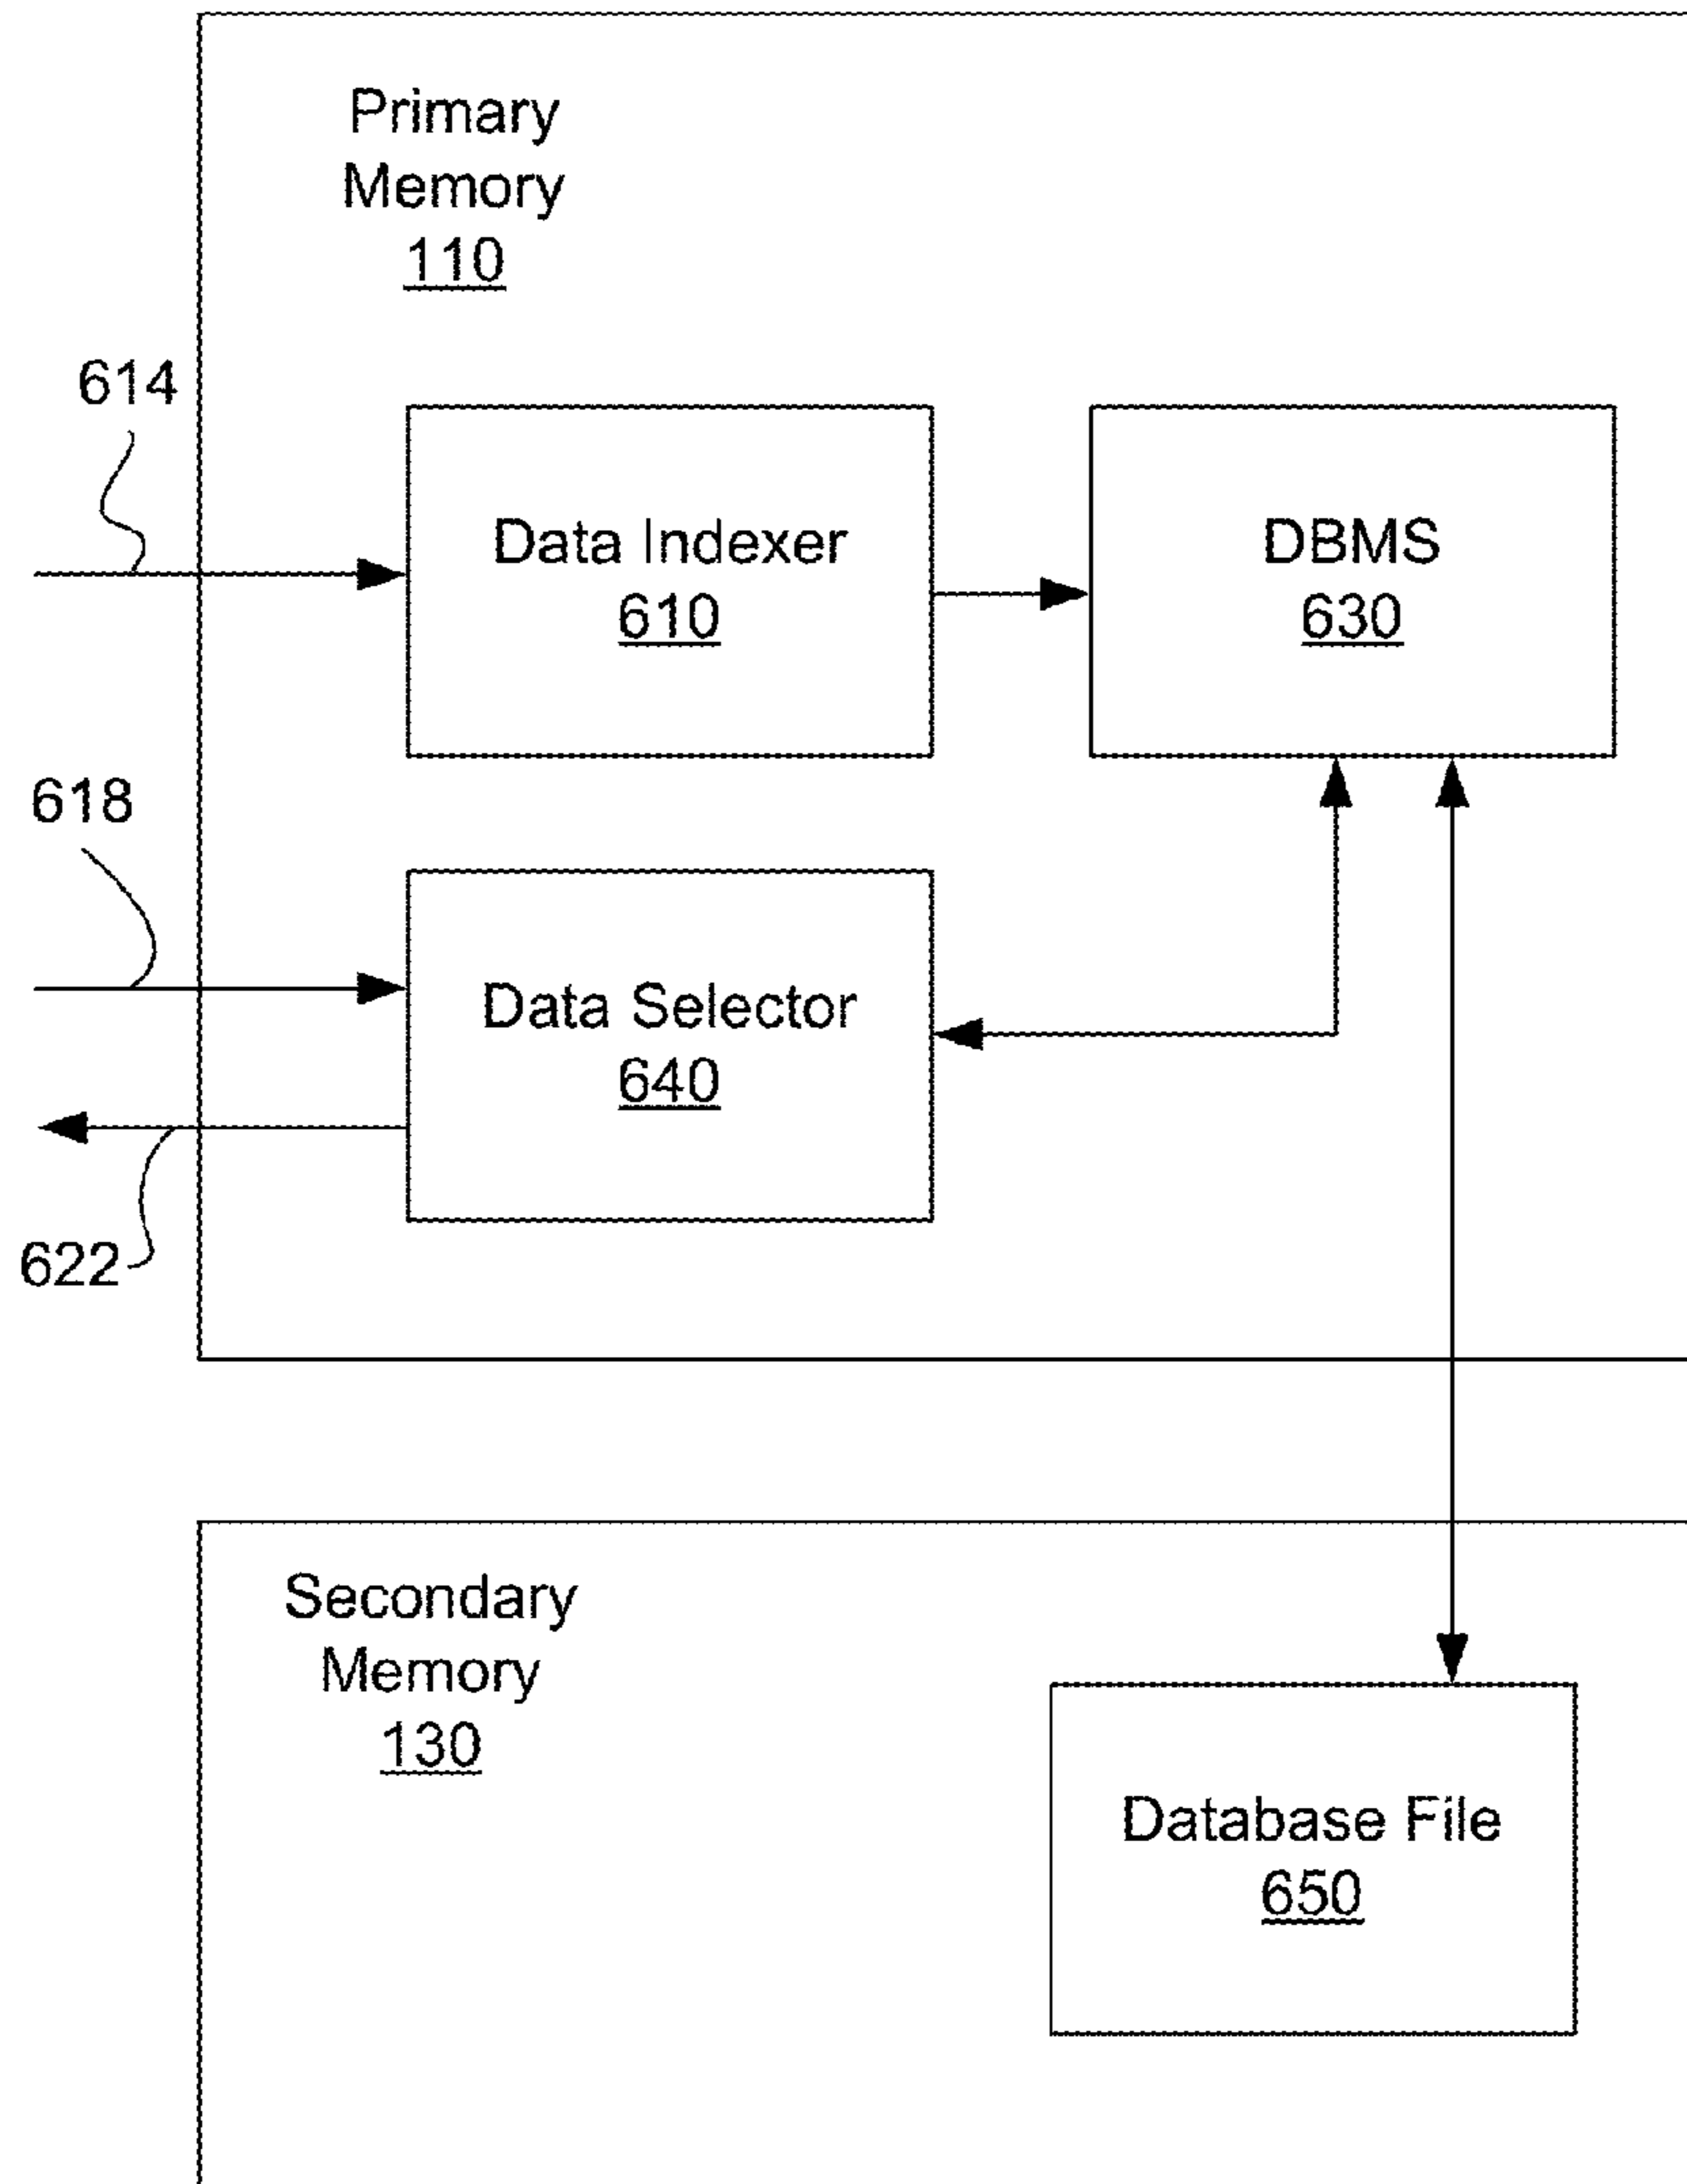 Primary
Memory
110
614
Data Indexer
610
DBMS
630
618
Data Selector
640
622
Secondary
Memory
130
Database File
650